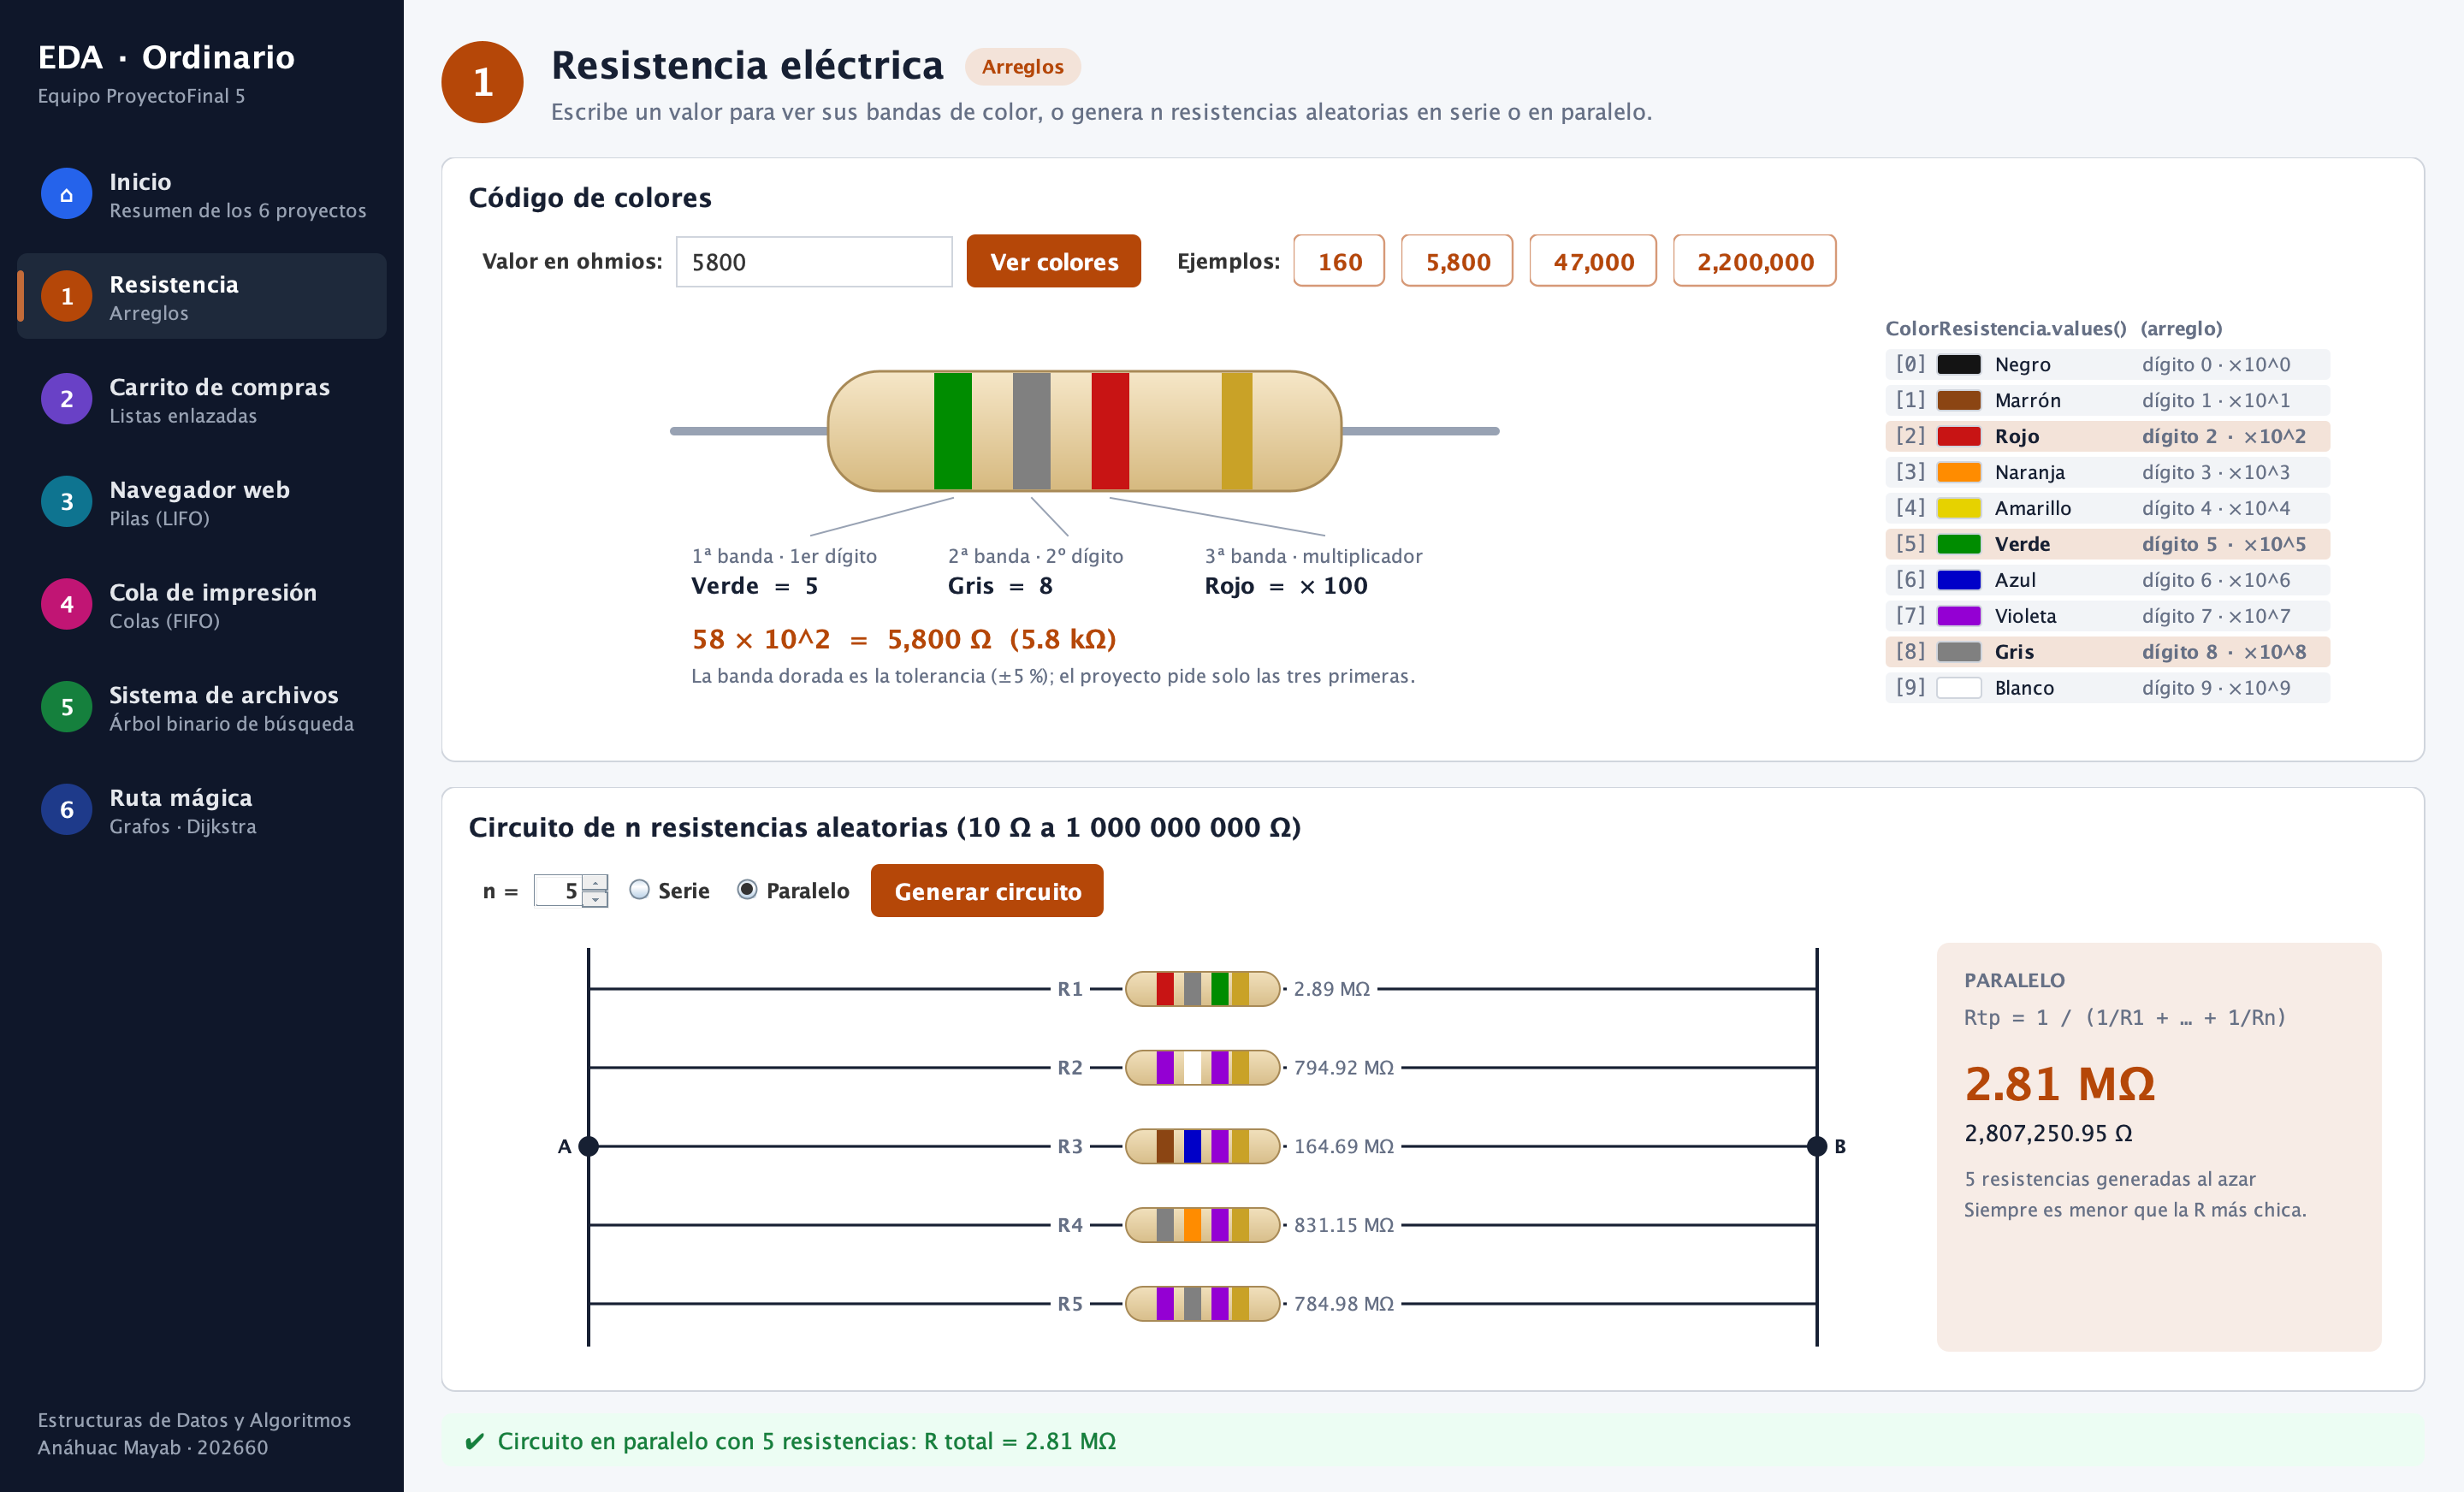 EDA · Ordinario
Equipo ProyectoFinal 5
⌂
Inicio
Resumen de los 6 proyectos
1
Resistencia
Arreglos
2
Carrito de compras
Listas enlazadas
3
Navegador web
Pilas (LIFO)
4
Cola de impresión
Colas (FIFO)
5
Sistema de archivos
Árbol binario de búsqueda
6
Ruta mágica
Grafos · Dijkstra
Estructuras de Datos y Algoritmos
Anáhuac Mayab · 202660
1
Resistencia eléctrica Arreglos
Escribe un valor para ver sus bandas de color, o genera n resistencias aleatorias en serie o en paralelo.
Código de colores
Valor en ohmios: 5800 Ver colores Ejemplos: 160 5,800 47,000 2,200,000
1ª banda · 1er dígito 2ª banda · 2º dígito 3ª banda · multiplicador
Verde = 5 Gris = 8 Rojo = × 100
58 × 10^2 = 5,800 Ω (5.8 kΩ)
La banda dorada es la tolerancia (±5 %); el proyecto pide solo las tres primeras.
ColorResistencia.values() (arreglo)
[0] Negro dígito 0 · ×10^0
[1] Marrón dígito 1 · ×10^1
[2] Rojo dígito 2 · ×10^2
[3] Naranja dígito 3 · ×10^3
[4] Amarillo dígito 4 · ×10^4
[5] Verde dígito 5 · ×10^5
[6] Azul dígito 6 · ×10^6
[7] Violeta dígito 7 · ×10^7
[8] Gris dígito 8 · ×10^8
[9] Blanco dígito 9 · ×10^9
Circuito de n resistencias aleatorias (10 Ω a 1 000 000 000 Ω)
n = 5 Serie Paralelo Generar circuito
R1 2.89 MΩ
R2 794.92 MΩ
A R3 164.69 MΩ B
R4 831.15 MΩ
R5 784.98 MΩ
PARALELO
Rtp = 1 / (1/R1 + … + 1/Rn)
2.81 MΩ
2,807,250.95 Ω
5 resistencias generadas al azar
Siempre es menor que la R más chica.
✔ Circuito en paralelo con 5 resistencias: R total = 2.81 MΩ